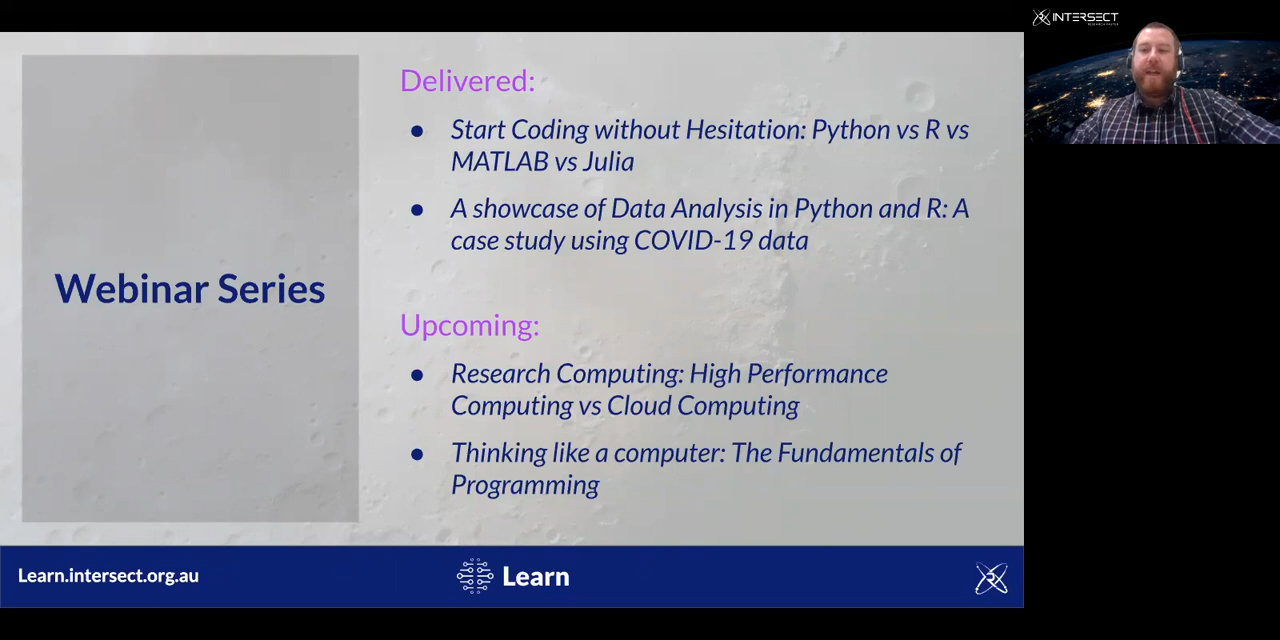 INTERSECT
Delivered:
● Start Coding without Hesitation: Python vs R vs
MATLAB vs Julia
● A showcase of Data Analysis in Python and R: A
case study using COVID-19 data
Webinar Series
Upcoming:
● Research Computing: High Performance
Computing vs Cloud Computing
● Thinking like a computer: The Fundamentals of
Programming
Learn.intersect.org.au
Learn